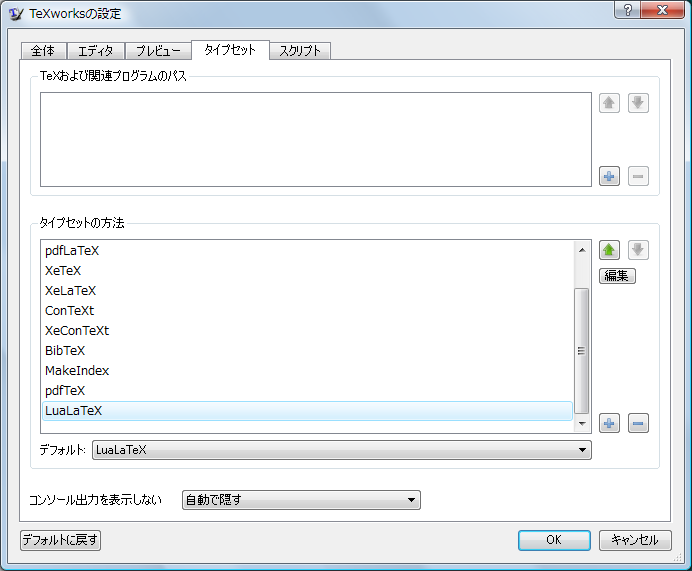 TeXworksの設定
全体 エディタ プレビュー タイプセット スクリプト
TeXおよび関連プログラムのパス
タイプセットの方法
pdfLaTeX
XeTeX
編集
XeLaTeX
ConTeXt
XeConTeXt
BibTeX
MakeIndex
pdfTeX
LuaLaTeX
デフォルト: LuaLaTeX
コンソール出力を表示しない 自動で隠す
デフォルトに戻す OK キャンセル